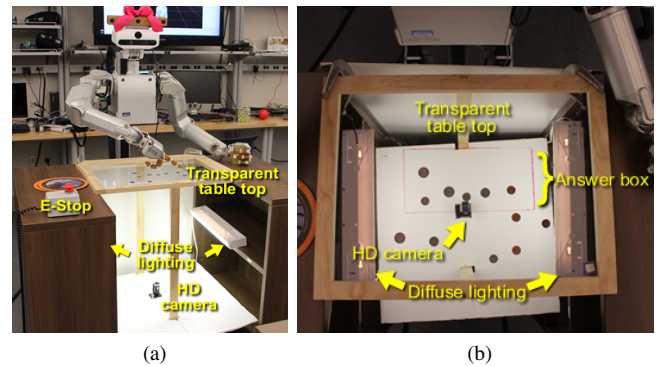 Transparent
table top
E-Stop
Diffuse
lighting
HD
camera
(a)
Transparent
table top
Answer box
HD camera
Diffuse lighting
(b)